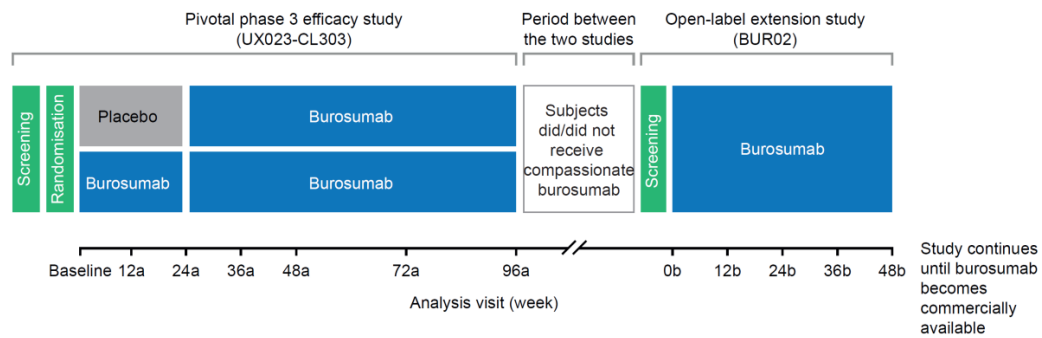 Pivotal phase 3 efficacy study
(UX023-CL303)
Period between
the two studies
Open-label extension study
(BUR02)
Screening
Randomisation
Placebo
Burosumab
Burosumab
Burosumab
Subjects
did/did not
receive
compassionate
burosumab
Screening
Burosumab
Baseline 12a 24a 36a 48a 72a 96a 0b 12b 24b 36b 48b
Analysis visit (week)
Study continues
until burosumab
becomes
commercially
available